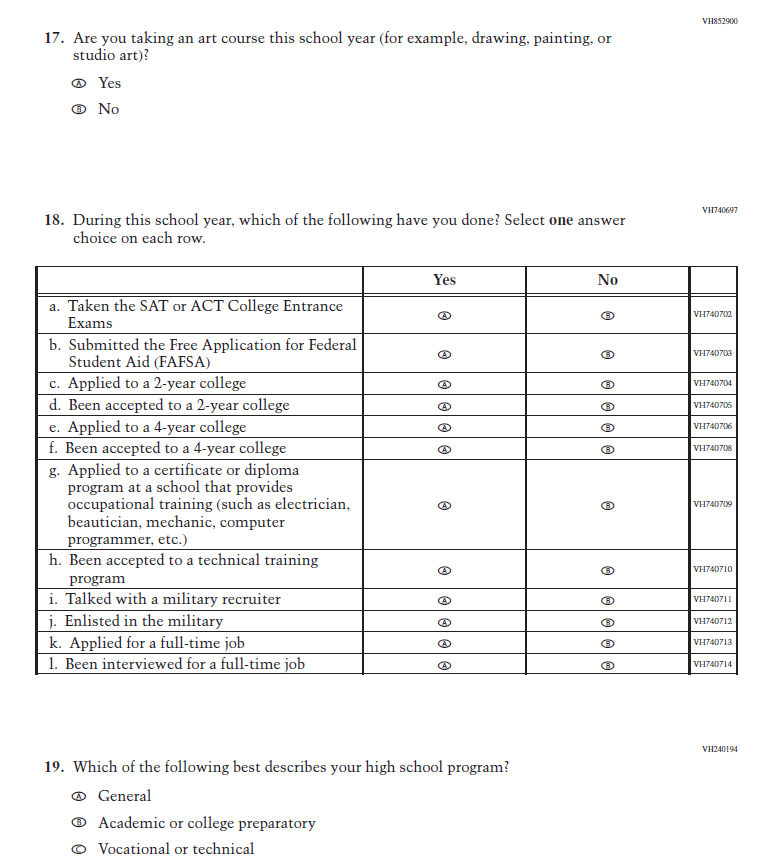 VH852900
17. Are you taking an art course this school year (for example, drawing, painting, or
studio art)?
A Yes
B No
VH740697
18. During this school year, which of the following have you done? Select one answer
choice on each row.
Yes No
a. Taken the SAT or ACT College Entrance
Exams
A B VH740702
b. Submitted the Free Application for Federal
Student Aid (FAFSA)
A B VH740703
c. Applied to a 2-year college A B VH740704
d. Been accepted to a 2-year college A B VH740705
e. Applied to a 4-year college A B VH740706
f. Been accepted to a 4-year college A B VH740708
g. Applied to a certificate or diploma
program at a school that provides
occupational training (such as electrician,
beautician, mechanic, computer
programmer, etc.)
A B VH740709
h. Been accepted to a technical training
program
A B VH740710
i. Talked with a military recruiter A B VH740711
j. Enlisted in the military A B VH740712
k. Applied for a full-time job A B VH740713
l. Been interviewed for a full-time job A B VH740714
VH240194
19. Which of the following best describes your high school program?
A General
B Academic or college preparatory
C Vocational or technical